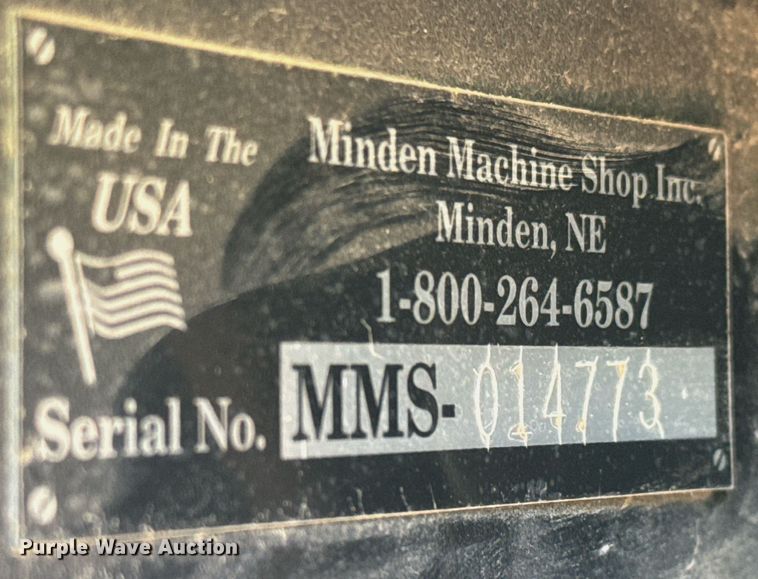 Made In The
USA
Minden Machine Shop Inc.
Minden, NE
1-800-264-6587
Serial No. MMS-014773
Purple Wave Auction